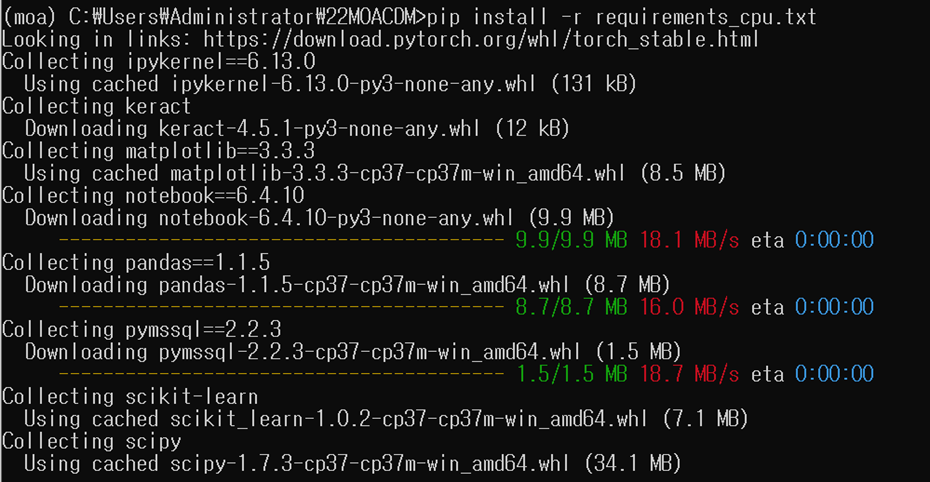 (moa) C:₩Users₩Administrator₩22MOACDM>pip install -r requirements_cpu.txt
Looking in links: https://download.pytorch.org/whl/torch_stable.html
Collecting ipykernel==6.13.0
  Using cached ipykernel-6.13.0-py3-none-any.whl (131 kB)
Collecting keract
  Downloading keract-4.5.1-py3-none-any.whl (12 kB)
Collecting matplotlib==3.3.3
  Using cached matplotlib-3.3.3-cp37-cp37m-win_amd64.whl (8.5 MB)
Collecting notebook==6.4.10
  Downloading notebook-6.4.10-py3-none-any.whl (9.9 MB)
     ---------------------------------------- 9.9/9.9 MB 18.1 MB/s eta 0:00:00
Collecting pandas==1.1.5
  Downloading pandas-1.1.5-cp37-cp37m-win_amd64.whl (8.7 MB)
     ---------------------------------------- 8.7/8.7 MB 16.0 MB/s eta 0:00:00
Collecting pymssql==2.2.3
  Downloading pymssql-2.2.3-cp37-cp37m-win_amd64.whl (1.5 MB)
     ---------------------------------------- 1.5/1.5 MB 18.7 MB/s eta 0:00:00
Collecting scikit-learn
  Using cached scikit_learn-1.0.2-cp37-cp37m-win_amd64.whl (7.1 MB)
Collecting scipy
  Using cached scipy-1.7.3-cp37-cp37m-win_amd64.whl (34.1 MB)